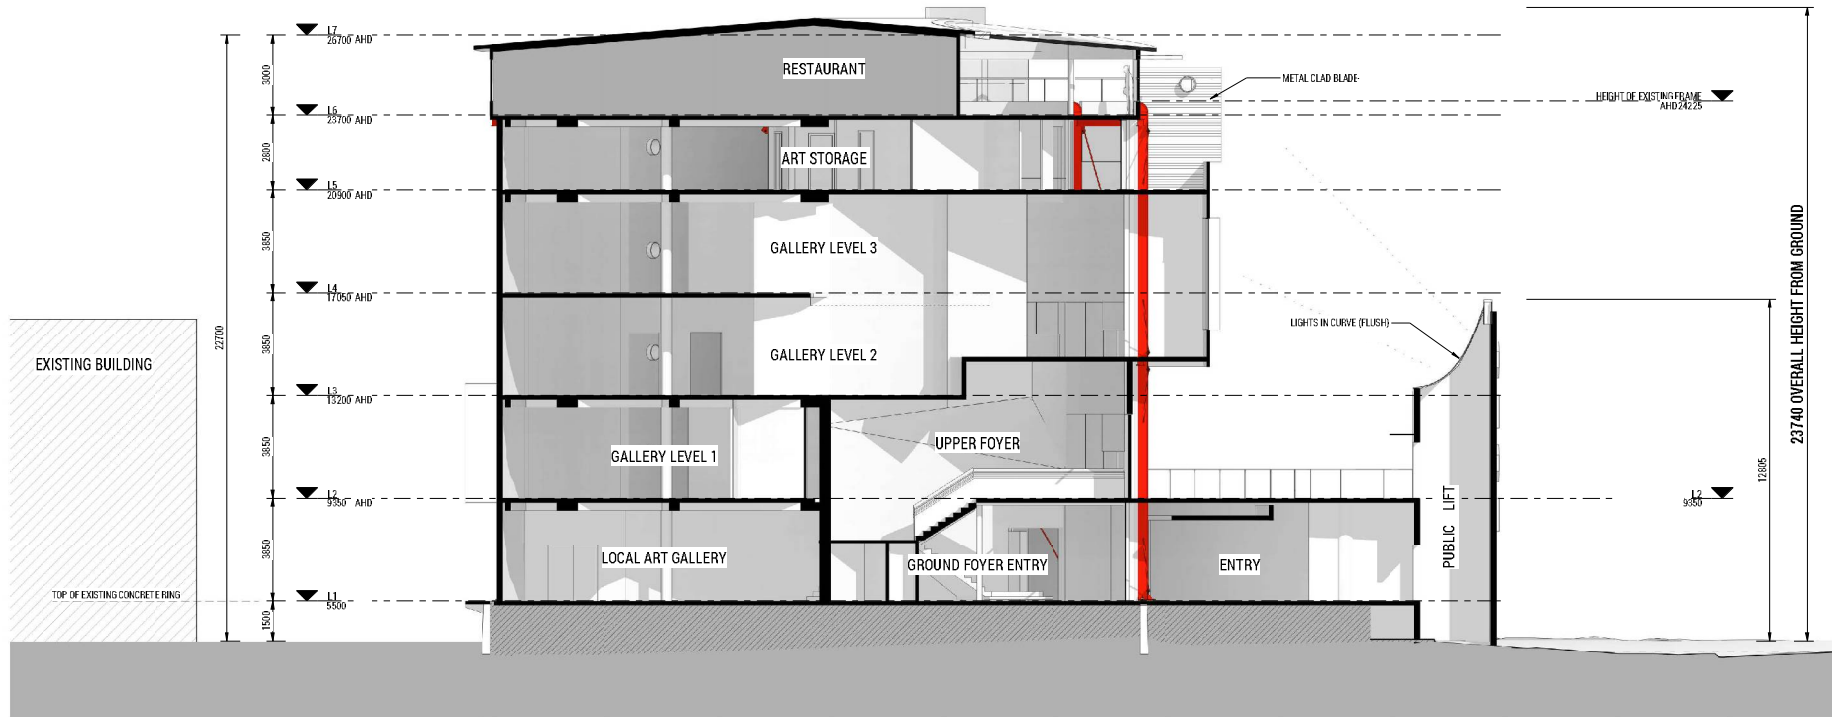 L7
26700 AHD
3000
RESTAURANT
METAL CLAD BLADE
HEIGHT OF EXISTING FRAME
AHD 24225
L6
23700 AHD
2800
ART STORAGE
L5
20900 AHD
3850
GALLERY LEVEL 3
23740 OVERALL HEIGHT FROM GROUND
L4
17050 AHD
22700
3850
EXISTING BUILDING
GALLERY LEVEL 2
LIGHTS IN CURVE (FLUSH)
L3
13200 AHD
3850
GALLERY LEVEL 1
UPPER FOYER
12805
L2
9350 AHD
L2
9350
3850
LOCAL ART GALLERY
GROUND FOYER ENTRY
ENTRY
PUBLIC LIFT
TOP OF EXISTING CONCRETE RING
L1
5500
1500